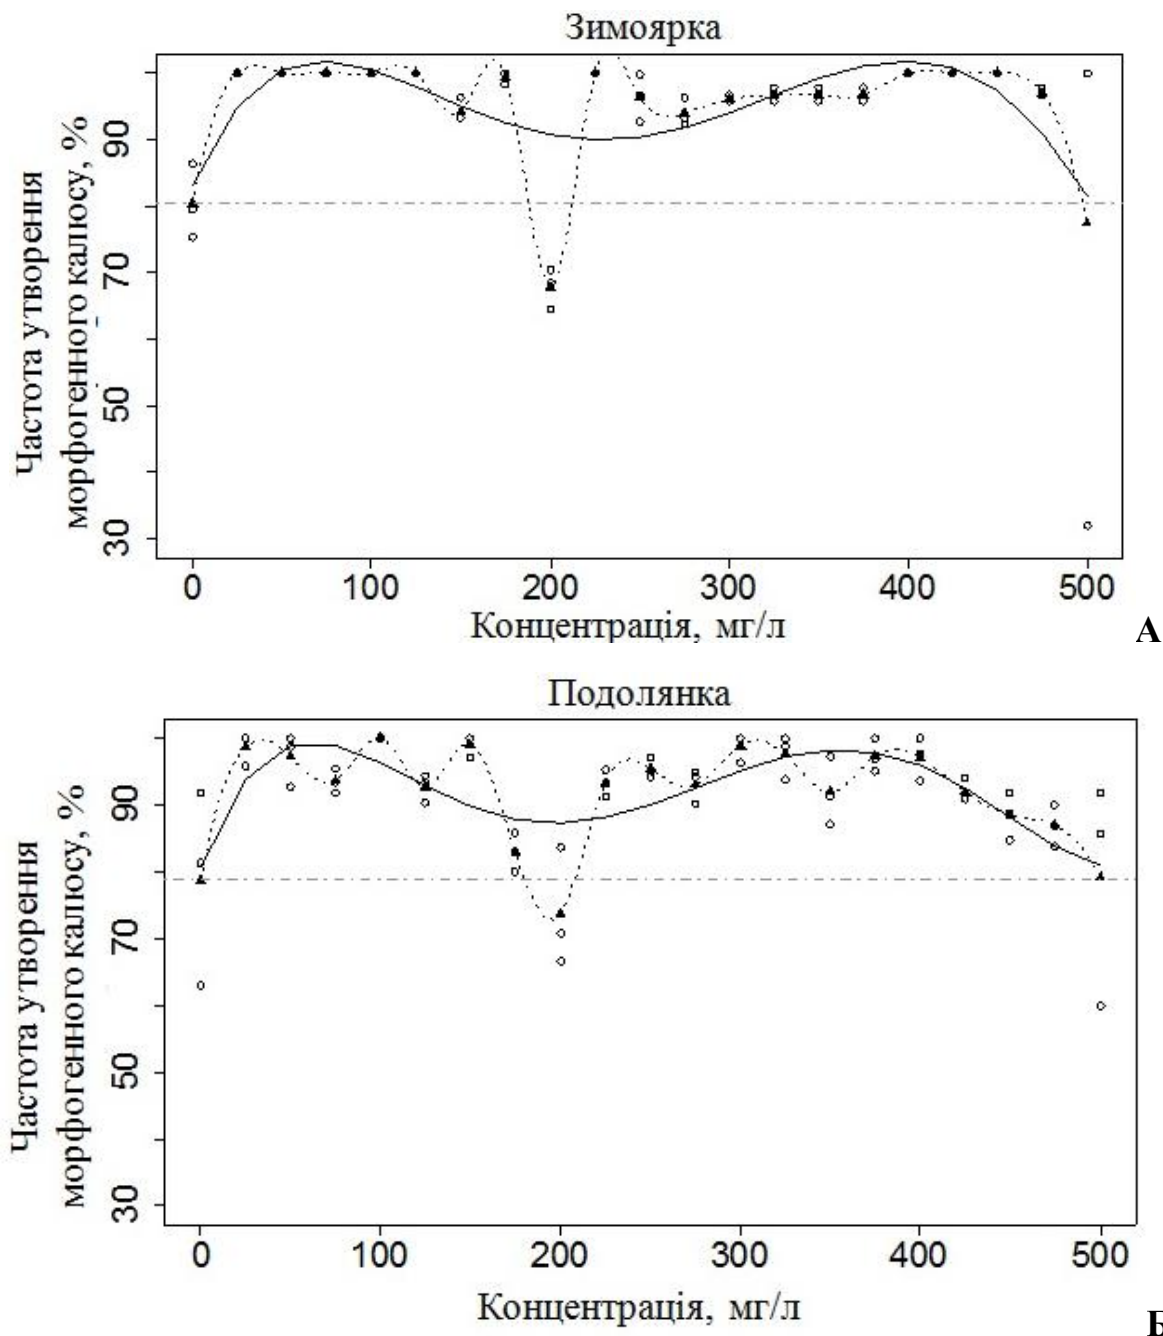 Зимоярка
Частота утворення
морфогенного калюсу, %
90
70
50
30
0 100 200 300 400 500
Концентрація, мг/л
А
Подолянка
Частота утворення
морфогенного калюсу, %
90
70
50
30
0 100 200 300 400 500
Концентрація, мг/л
Б